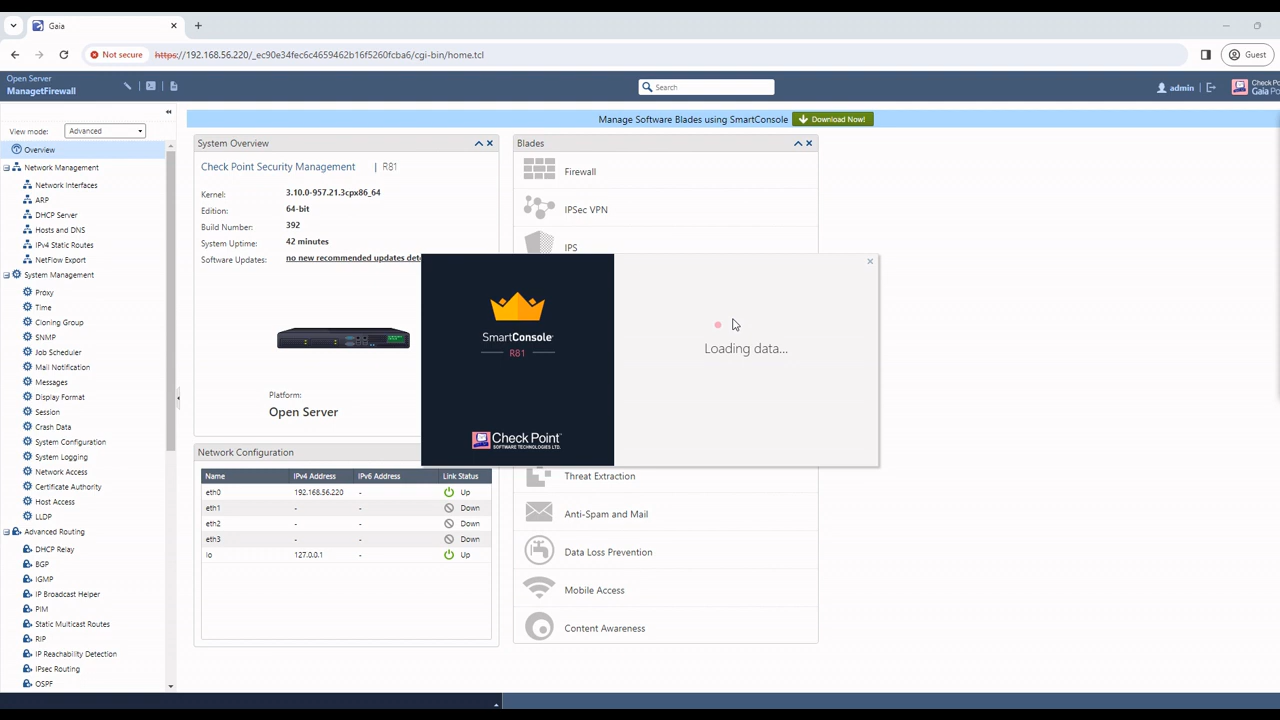 Gaia
Not secure
https://192.168.56.220/_ec90e34fec6c4659462b16f5260fcba6/cgi-bin/home.tcl
Guest
Open Server
ManagetFirewall
Search
admin
Check Po
Gaia Po
View mode:
Advanced
Overview
Network Management
Network Interfaces
ARP
DHCP Server
Hosts and DNS
IPv4 Static Routes
NetFlow Export
System Management
Proxy
Time
Cloning Group
SNMP
Job Scheduler
Mail Notification
Messages
Display Format
Session
Crash Data
System Configuration
System Logging
Network Access
Certificate Authority
Host Access
LLDP
Advanced Routing
DHCP Relay
BGP
IGMP
IP Broadcast Helper
PIM
Static Multicast Routes
RIP
IP Reachability Detection
IPsec Routing
OSPF
Manage Software Blades using SmartConsole
Download Now!
System Overview
Check Point Security Management | R81
Kernel: 3.10.0-957.21.3cpx86_64
Edition: 64-bit
Build Number: 392
System Uptime: 42 minutes
Software Updates: no new recommended updates det
Platform:
Open Server
Network Configuration
Name IPv4 Address IPv6 Address Link Status
eth0 192.168.56.220 - Up
eth1 - - Down
eth2 - - Down
eth3 - - Down
lo 127.0.0.1 - Up
Blades
Firewall
IPSec VPN
IPS
Threat Extraction
Anti-Spam and Mail
Data Loss Prevention
Mobile Access
Content Awareness
SmartConsole
R81
Check Point
SOFTWARE TECHNOLOGIES LTD.
Loading data...